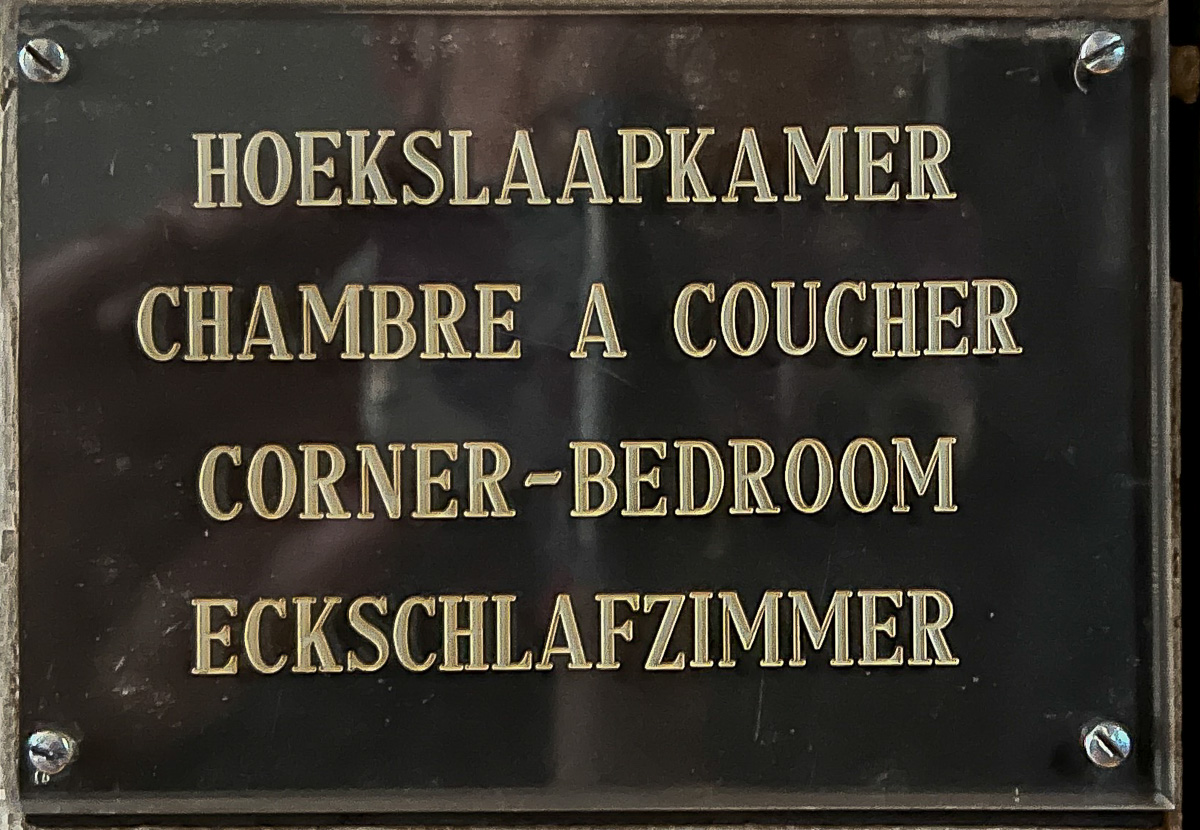 HOEKSLAAPKAMER
CHAMBRE A COUCHER
CORNER-BEDROOM
ECKSCHLAFZIMMER